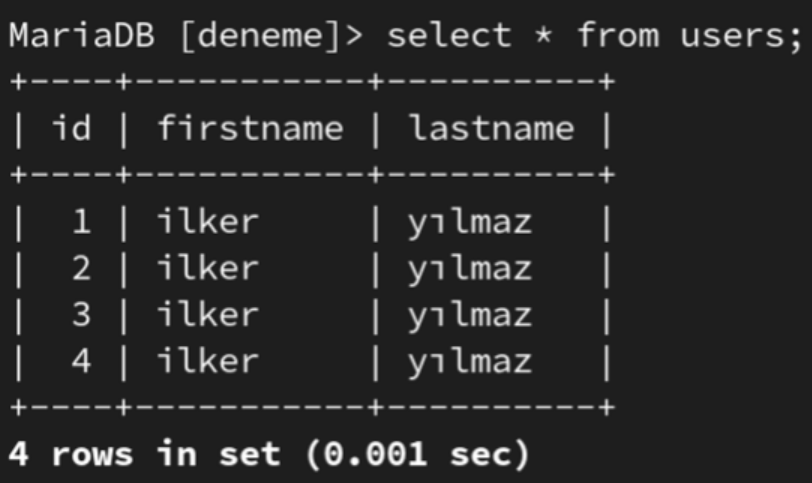 MariaDB [deneme]> select * from users;
+----+-----------+----------+
| id | firstname | lastname |
+----+-----------+----------+
|  1 | ilker     | yılmaz   |
|  2 | ilker     | yılmaz   |
|  3 | ilker     | yılmaz   |
|  4 | ilker     | yılmaz   |
+----+-----------+----------+
4 rows in set (0.001 sec)